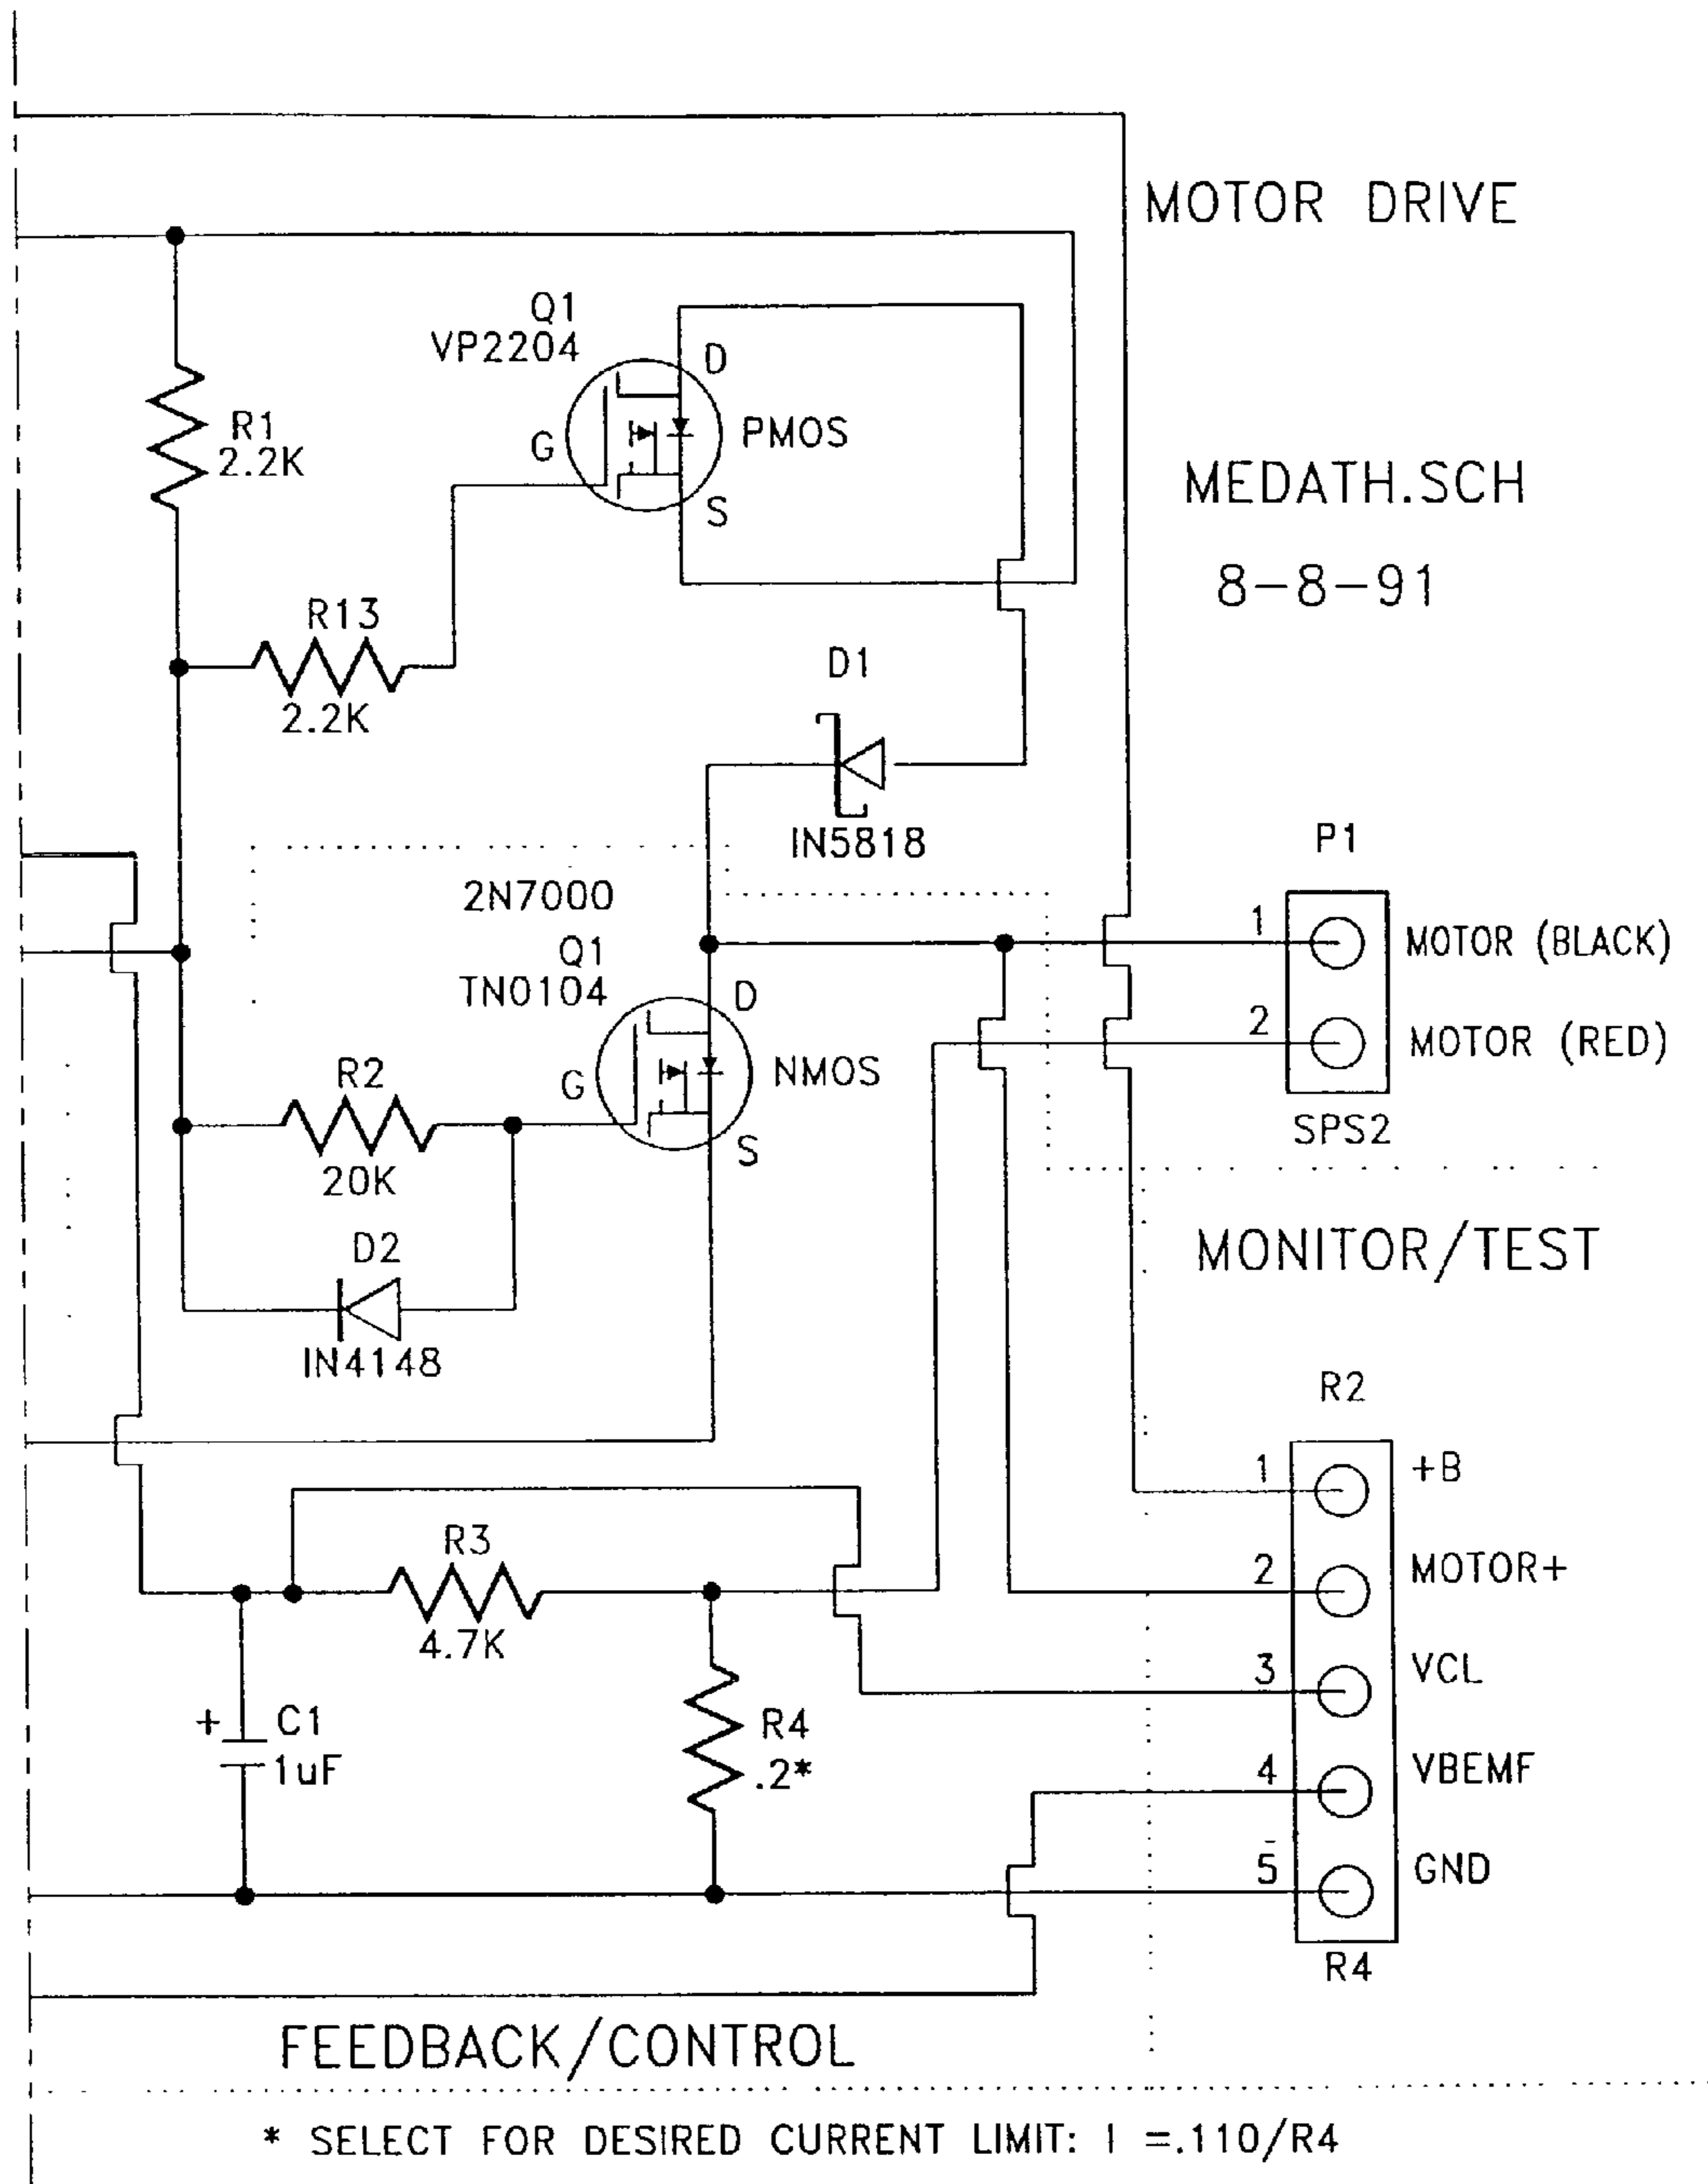 MOTOR DRIVE
Q1
VP2204
D
G
PMOS
S
R1
2.2K
MEDATH.SCH
8-8-91
R13
2.2K
D1
IN5818
P1
2N7000
Q1
TN0104
D
G
NMOS
S
1
MOTOR (BLACK)
2
MOTOR (RED)
SPS2
R2
20K
D2
IN4148
MONITOR/TEST
R2
1
+B
R3
4.7K
2
MOTOR+
3
VCL
+
C1
1uF
R4
.2*
4
VBEMF
5
GND
R4
FEEDBACK/CONTROL
* SELECT FOR DESIRED CURRENT LIMIT: I =.110/R4